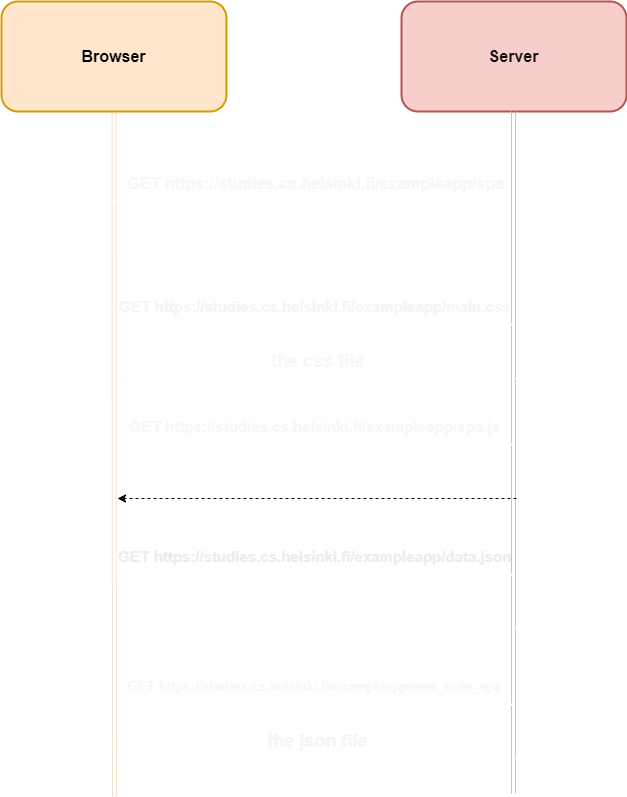 Browser
Server
GET https://studies.cs.helsinki.fi/exampleapp/spa
GET https://studies.cs.helsinki.fi/exampleapp/main.css
the css file
GET https://studies.cs.helsinki.fi/exampleapp/spa.js
GET https://studies.cs.helsinki.fi/exampleapp/data.json
GET https://studies.cs.helsinki.fi/exampleapp/new_note_spa
the json file